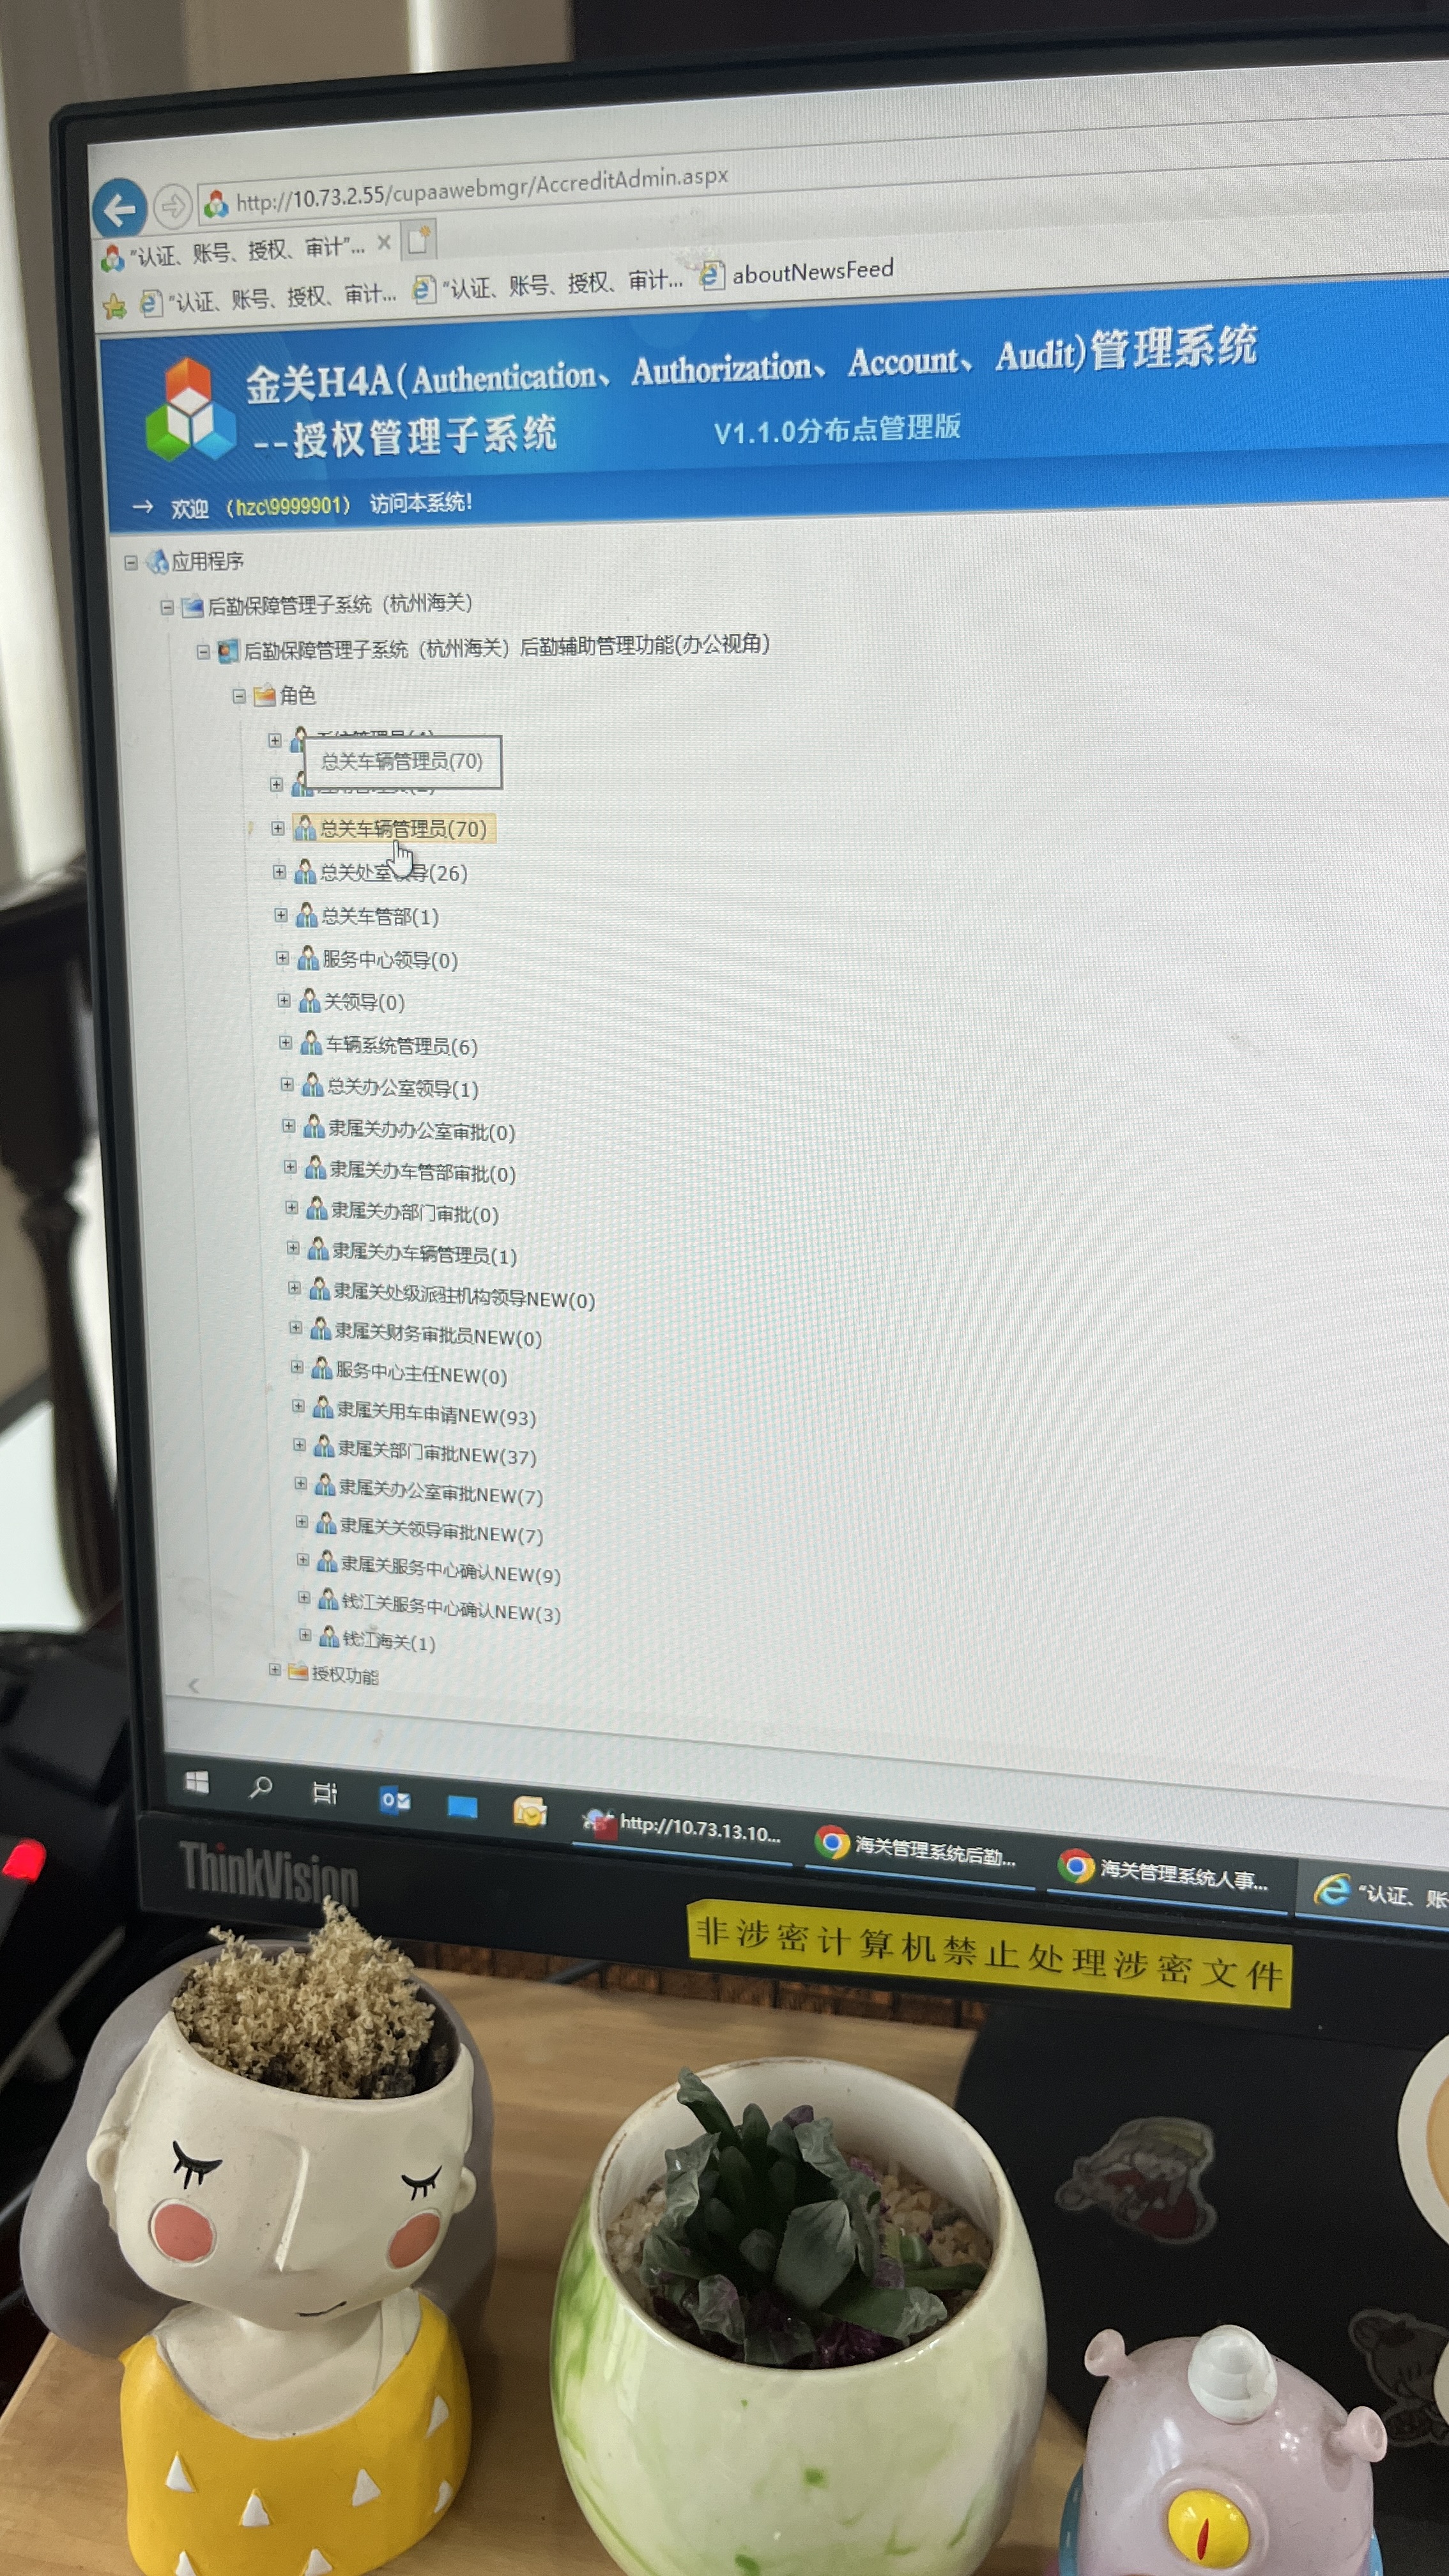 http://10.73.2.55/cupaawebmgr/AccreditAdmin.aspx
“认证、账号、授权、审计”...
“认证、账号、授权、审计... “认证、账号、授权、审计... aboutNewsFeed
金关H4A(Authentication、Authorization、Account、Audit)管理系统
--授权管理子系统 V1.1.0分布点管理版
→ 欢迎（hzc\9999901）访问本系统!
应用程序
后勤保障管理子系统（杭州海关）
后勤保障管理子系统（杭州海关）后勤辅助管理功能(办公视角)
角色
总关车辆管理员(70)
总关车辆管理员(70)
总关处室领导(26)
总关车管部(1)
服务中心领导(0)
关领导(0)
车辆系统管理员(6)
总关办公室领导(1)
隶属关办办公室审批(0)
隶属关办车管部审批(0)
隶属关办部门审批(0)
隶属关办车辆管理员(1)
隶属关处级派驻机构领导NEW(0)
隶属关财务审批员NEW(0)
服务中心主任NEW(0)
隶属关用车申请NEW(93)
隶属关部门审批NEW(37)
隶属关办公室审批NEW(7)
隶属关关领导审批NEW(7)
隶属关服务中心确认NEW(9)
钱江关服务中心确认NEW(3)
钱江海关(1)
授权功能
http://10.73.13.10...
海关管理系统后勤...
海关管理系统人事...
“认证、账
ThinkVision
非涉密计算机禁止处理涉密文件